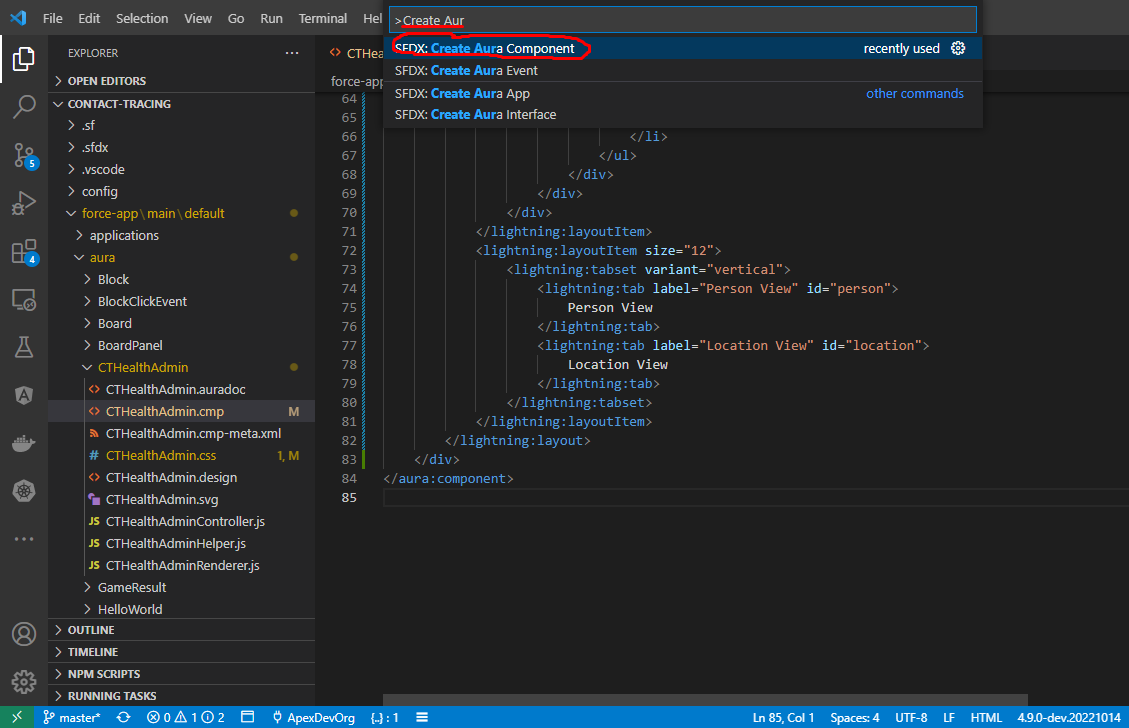 File Edit Selection View Go Run Terminal Hel
>Create Aur
SFDX: Create Aura Component recently used
SFDX: Create Aura Event
SFDX: Create Aura App other commands
SFDX: Create Aura Interface
EXPLORER
OPEN EDITORS
CONTACT-TRACING
.sf
.sfdx
.vscode
config
force-app\main\default
applications
aura
Block
BlockClickEvent
Board
BoardPanel
CTHealthAdmin
<> CTHealthAdmin.auradoc
<> CTHealthAdmin.cmp M
CTHealthAdmin.cmp-meta.xml
# CTHealthAdmin.css 1, M
<> CTHealthAdmin.design
CTHealthAdmin.svg
JS CTHealthAdminController.js
JS CTHealthAdminHelper.js
JS CTHealthAdminRenderer.js
GameResult
HelloWorld
OUTLINE
TIMELINE
NPM SCRIPTS
RUNNING TASKS
5
4
<> CTHea
force-app
64
65
66 </li>
67 </ul>
68 </div>
69 </div>
70 </div>
71 </lightning:layoutItem>
72 <lightning:layoutItem size="12">
73 <lightning:tabset variant="vertical">
74 <lightning:tab label="Person View" id="person">
75 Person View
76 </lightning:tab>
77 <lightning:tab label="Location View" id="location">
78 Location View
79 </lightning:tab>
80 </lightning:tabset>
81 </lightning:layoutItem>
82 </lightning:layout>
83 </div>
84 </aura:component>
85
master* 0 1 2 ApexDevOrg {..} : 1 Ln 85, Col 1 Spaces: 4 UTF-8 LF HTML 4.9.0-dev.20221014